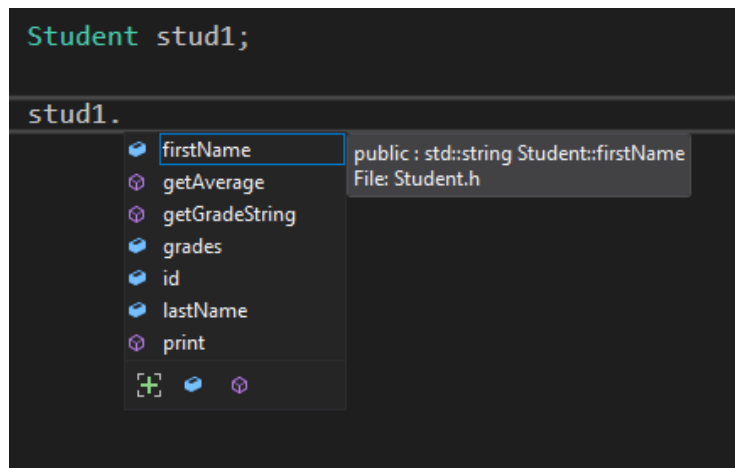 Student stud1;
stud1.
firstName
public : std::string Student::firstName
File: Student.h
getAverage
getGradeString
grades
id
lastName
print